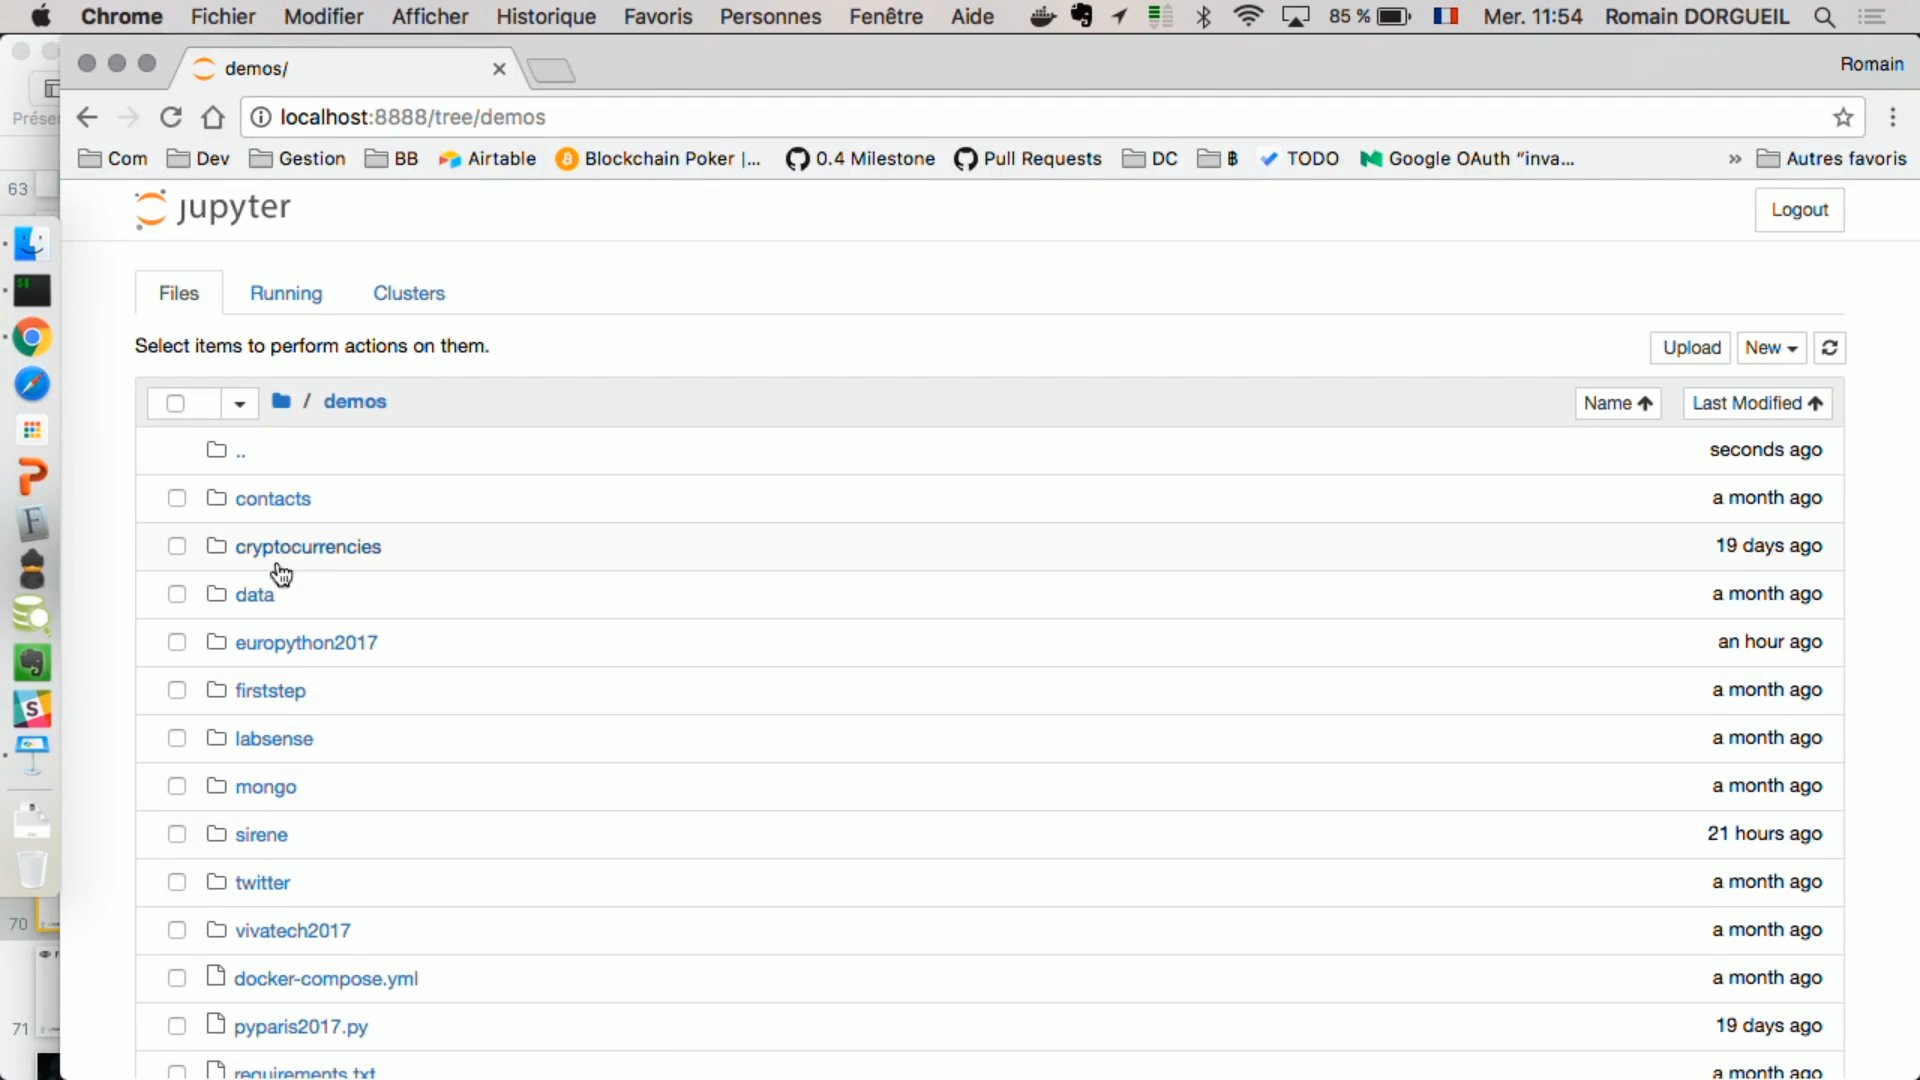 Chrome Fichier Modifier Afficher Historique Favoris Personnes Fenêtre Aide 85 % Mer. 11:54 Romain DORGUEIL
demos/
Romain
localhost:8888/tree/demos
Prése
Com Dev Gestion BB Airtable Blockchain Poker |... 0.4 Milestone Pull Requests DC ฿ TODO Google OAuth “inva... » Autres favoris
63
jupyter
Logout
Files Running Clusters
Select items to perform actions on them.
Upload New
/ demos
Name Last Modified
.. seconds ago
contacts a month ago
cryptocurrencies 19 days ago
data a month ago
europython2017 an hour ago
firststep a month ago
labsense a month ago
mongo a month ago
sirene 21 hours ago
twitter a month ago
70
vivatech2017 a month ago
docker-compose.yml a month ago
71
pyparis2017.py 19 days ago
requirements.txt a month ago